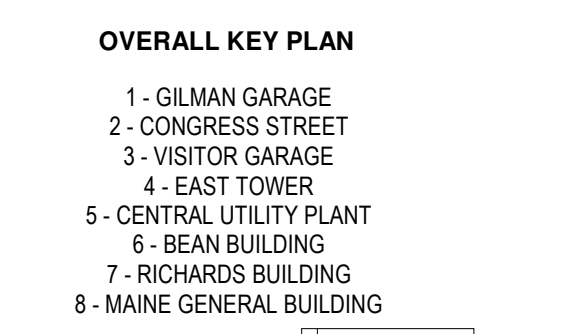 OVERALL KEY PLAN
1 - GILMAN GARAGE
2 - CONGRESS STREET
3 - VISITOR GARAGE
4 - EAST TOWER
5 - CENTRAL UTILITY PLANT
6 - BEAN BUILDING
7 - RICHARDS BUILDING
8 - MAINE GENERAL BUILDING